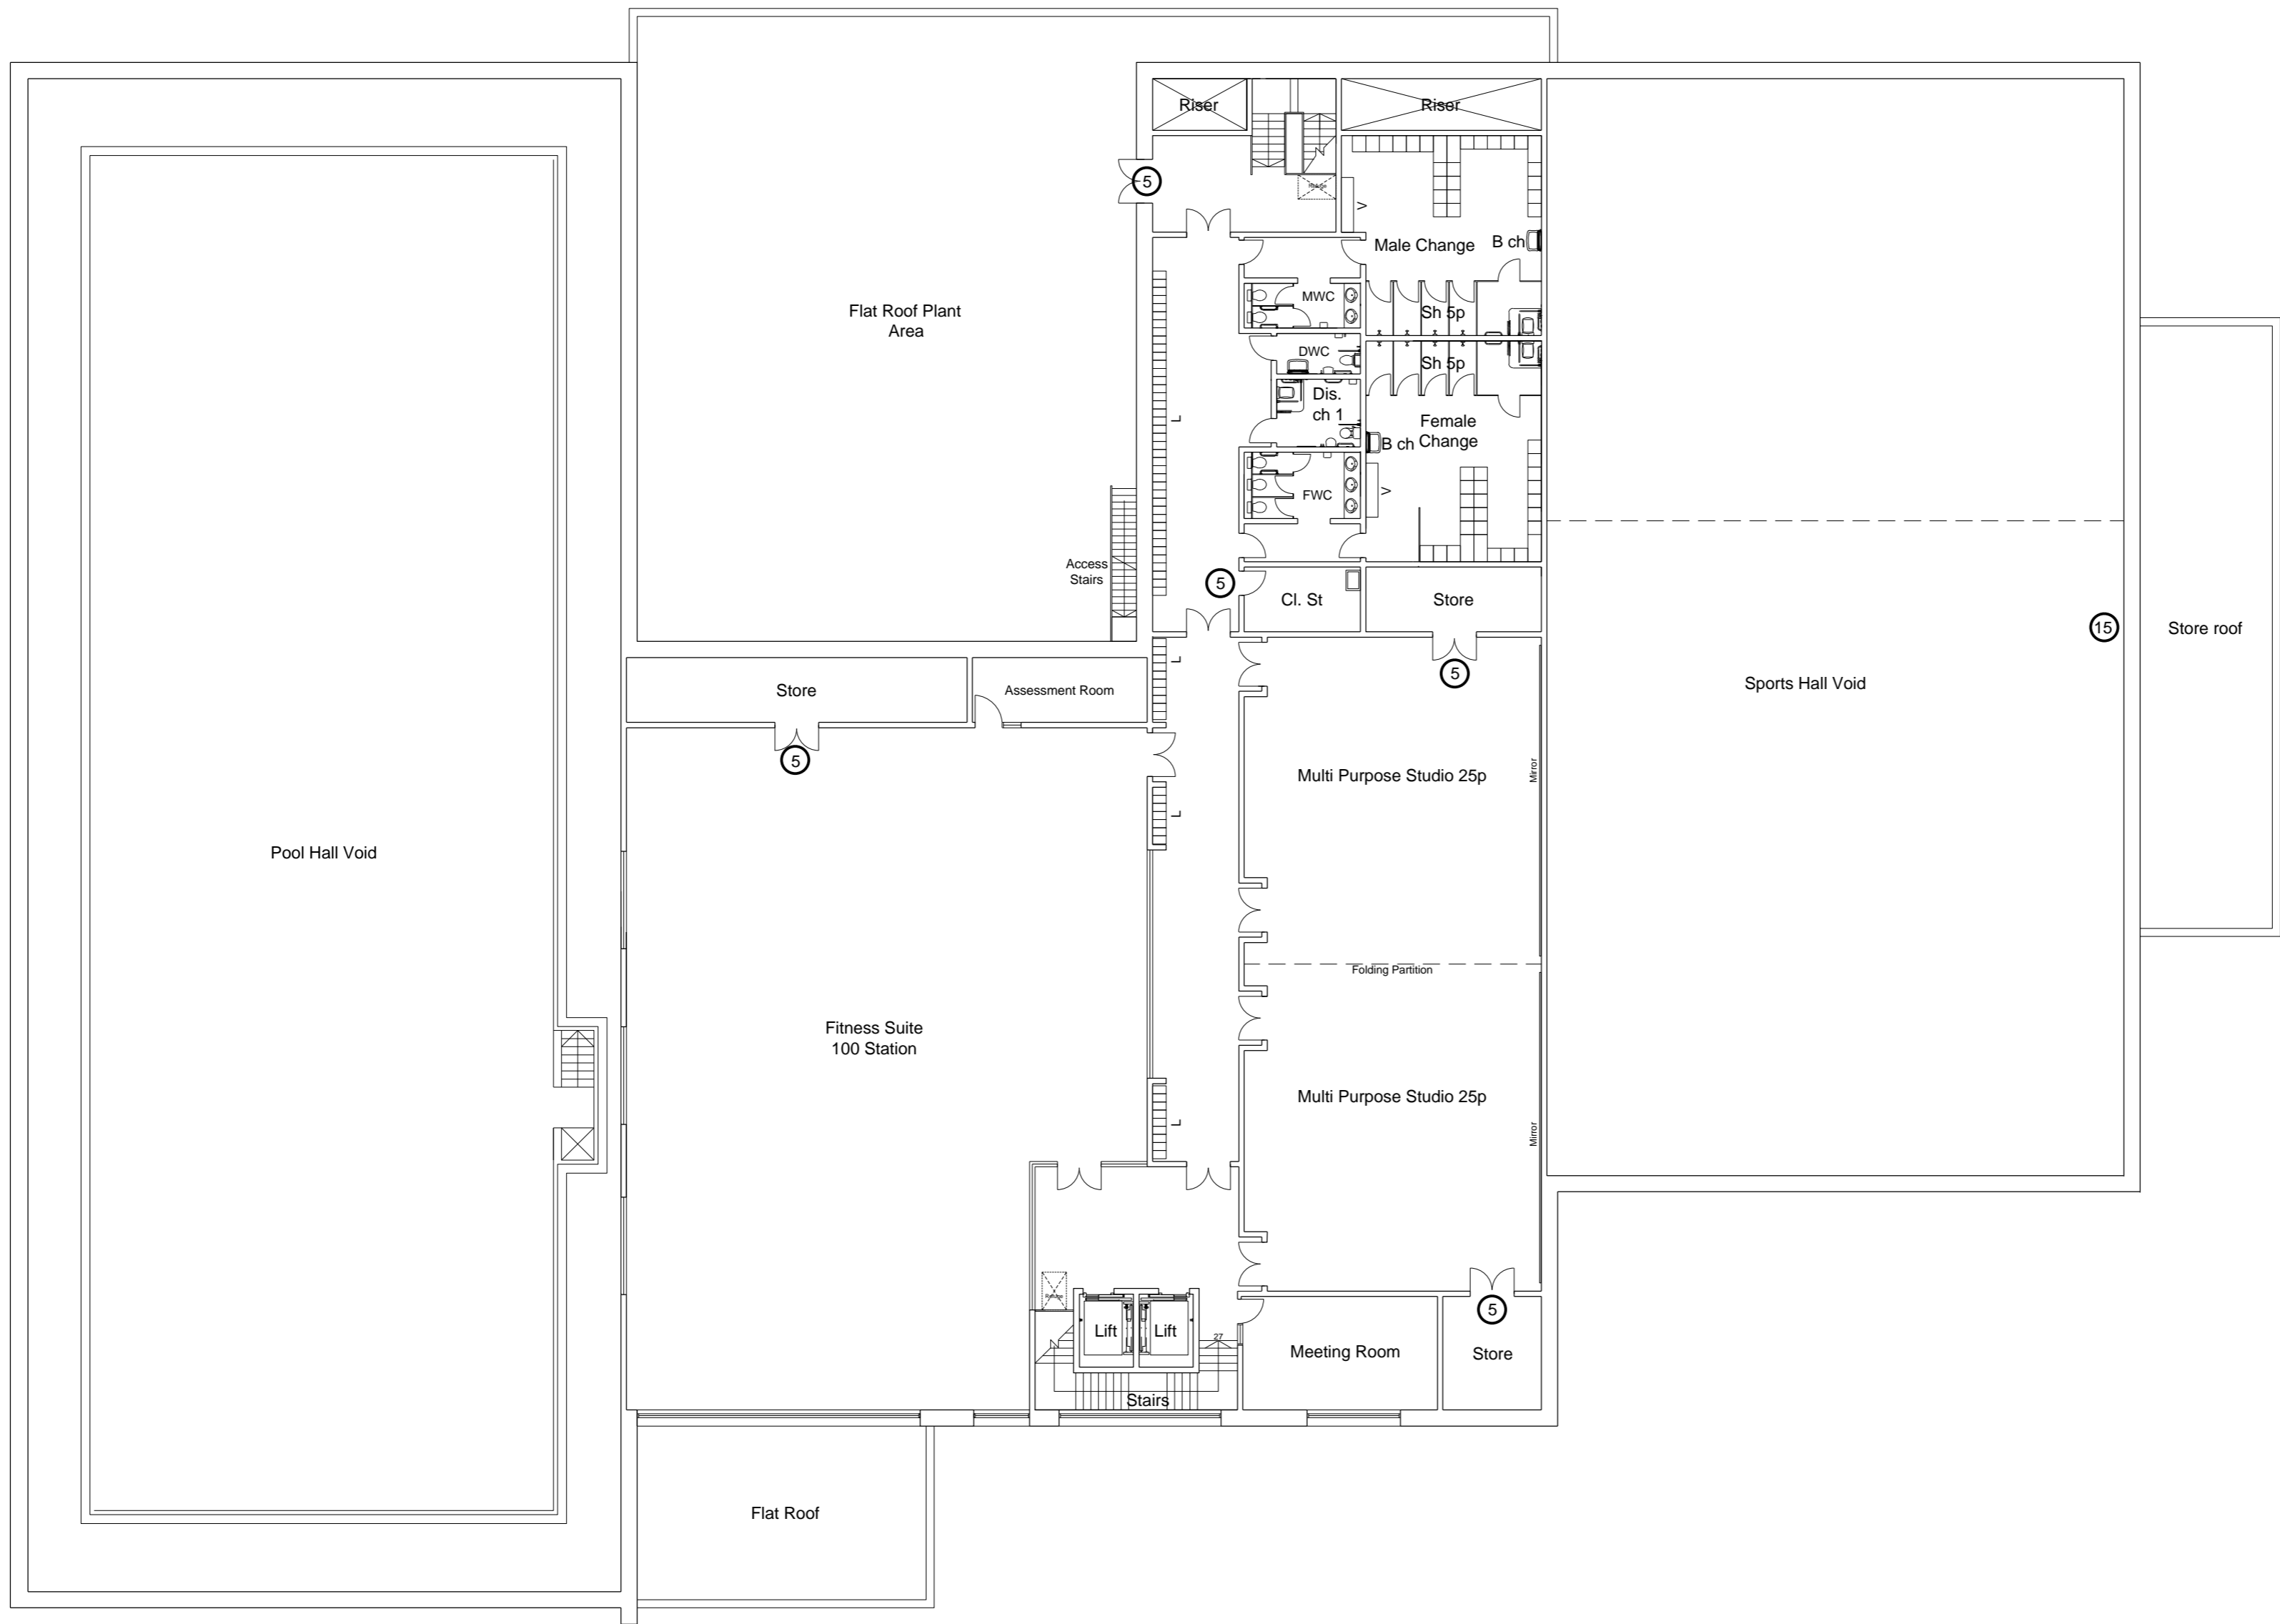 Riser
Riser
5
Refuge
V
Male Change
B ch
MWC
Sh 5p
Flat Roof Plant
Area
DWC
Sh 5p
Dis.
ch 1
L
Female
Change
B ch
V
FWC
Access
Stairs
5
Cl. St
Store
15
Store roof
L
5
Store
Assessment Room
Sports Hall Void
5
Multi Purpose Studio 25p
Mirror
L
Pool Hall Void
Folding Partition
Fitness Suite
100 Station
Multi Purpose Studio 25p
Mirror
L
Refuge
5
Lift
Lift
27
Meeting Room
Store
Stairs
Flat Roof